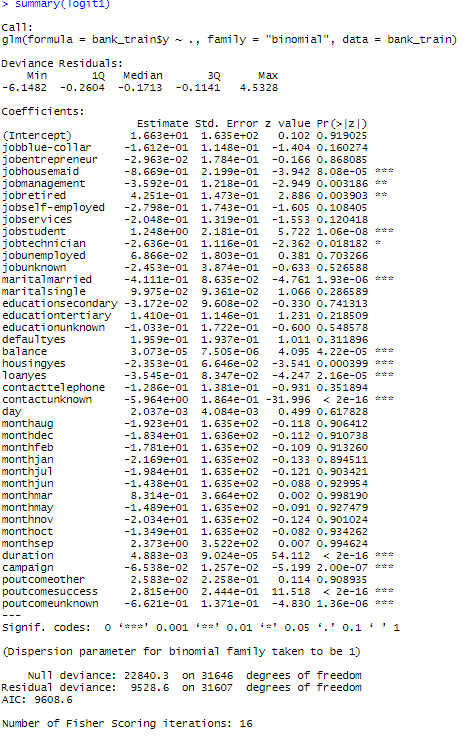 > summary(logit1)
Call:
glm(formula = bank_train$y ~ ., family = "binomial", data = bank_train)
Deviance Residuals:
Min 1Q Median 3Q Max
-6.1482 -0.2604 -0.1713 -0.1141 4.5328
Coefficients:
Estimate Std. Error z value Pr(>|z|)
(Intercept) 1.663e+01 1.635e+02 0.102 0.919025
jobblue-collar -1.612e-01 1.148e-01 -1.404 0.160274
jobentrepreneur -2.963e-02 1.784e-01 -0.166 0.868085
jobhousemaid -8.669e-01 2.199e-01 -3.942 8.08e-05 ***
jobmanagement -3.592e-01 1.218e-01 -2.949 0.003186 **
jobretired 4.251e-01 1.473e-01 2.886 0.003903 **
jobself-employed -2.798e-01 1.743e-01 -1.605 0.108405
jobservices -2.048e-01 1.319e-01 -1.553 0.120418
jobstudent 1.248e+00 2.181e-01 5.722 1.06e-08 ***
jobtechnician -2.636e-01 1.116e-01 -2.362 0.018182 *
jobunemployed 6.866e-02 1.803e-01 0.381 0.703266
jobunknown -2.453e-01 3.874e-01 -0.633 0.526588
maritalmarried -4.111e-01 8.635e-02 -4.761 1.93e-06 ***
maritalsingle 9.975e-02 9.361e-02 1.066 0.286589
educationsecondary -3.172e-02 9.608e-02 -0.330 0.741313
educationtertiary 1.410e-01 1.146e-01 1.231 0.218509
educationunknown -1.033e-01 1.722e-01 -0.600 0.548578
defaultyes 1.959e-01 1.937e-01 1.011 0.311896
balance 3.073e-05 7.505e-06 4.095 4.22e-05 ***
housingyes -2.353e-01 6.646e-02 -3.541 0.000399 ***
loanyes -3.545e-01 8.347e-02 -4.247 2.16e-05 ***
contacttelephone -1.286e-01 1.381e-01 -0.931 0.351894
contactunknown -5.964e+00 1.864e-01 -31.996 < 2e-16 ***
day 2.037e-03 4.084e-03 0.499 0.617828
monthaug -1.923e+01 1.635e+02 -0.118 0.906412
monthdec -1.834e+01 1.636e+02 -0.112 0.910738
monthfeb -1.781e+01 1.635e+02 -0.109 0.913260
monthjan -2.169e+01 1.635e+02 -0.133 0.894511
monthjul -1.984e+01 1.635e+02 -0.121 0.903421
monthjun -1.438e+01 1.635e+02 -0.088 0.929954
monthmar 8.314e-01 3.664e+02 0.002 0.998190
monthmay -1.489e+01 1.635e+02 -0.091 0.927479
monthnov -2.034e+01 1.635e+02 -0.124 0.901024
monthoct -1.349e+01 1.635e+02 -0.082 0.934262
monthsep 2.373e+00 3.522e+02 0.007 0.994624
duration 4.883e-03 9.024e-05 54.112 < 2e-16 ***
campaign -6.538e-02 1.257e-02 -5.199 2.00e-07 ***
poutcomeother 2.583e-02 2.258e-01 0.114 0.908935
poutcomesuccess 2.815e+00 2.444e-01 11.518 < 2e-16 ***
poutcomeunknown -6.621e-01 1.371e-01 -4.830 1.36e-06 ***
---
Signif. codes: 0 ‘***’ 0.001 ‘**’ 0.01 ‘*’ 0.05 ‘.’ 0.1 ‘ ’ 1
(Dispersion parameter for binomial family taken to be 1)
Null deviance: 22840.3 on 31646 degrees of freedom
Residual deviance: 9528.6 on 31607 degrees of freedom
AIC: 9608.6
Number of Fisher Scoring iterations: 16